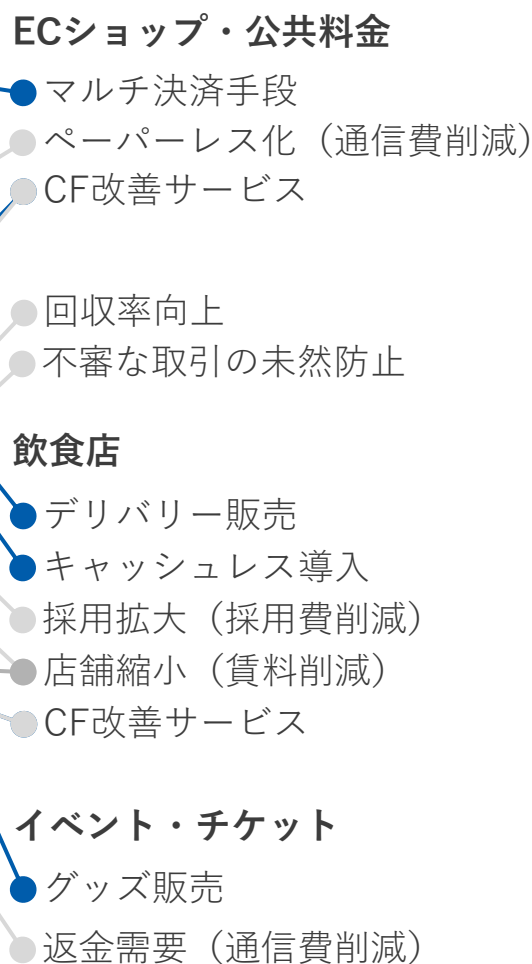 ECショップ・公共料金
マルチ決済手段
ペーパーレス化（通信費削減）
CF改善サービス
回収率向上
不審な取引の未然防止
飲食店
デリバリー販売
キャッシュレス導入
採用拡大（採用費削減）
店舗縮小（賃料削減）
CF改善サービス
イベント・チケット
グッズ販売
返金需要（通信費削減）